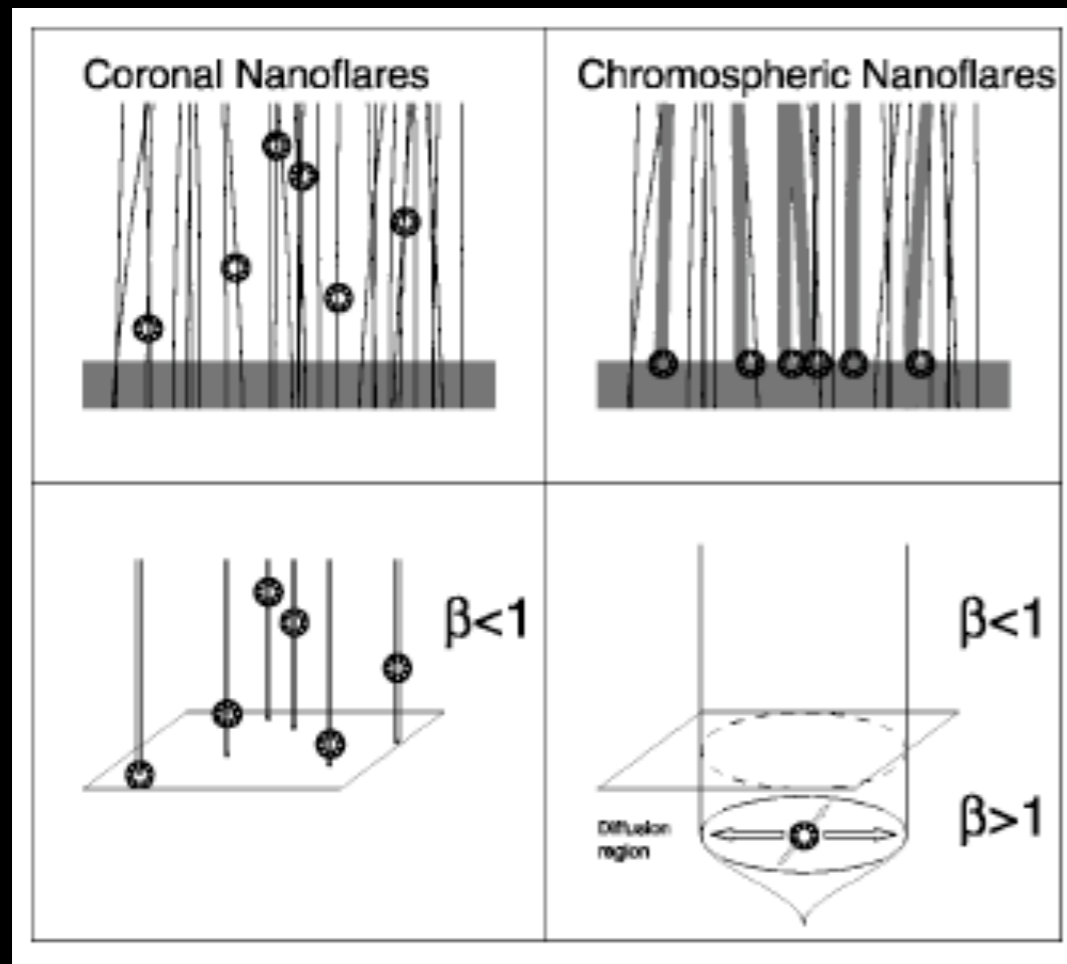 Coronal Nanoflares
Chromospheric Nanoflares
β<1
β<1
Diffusion
region
β>1